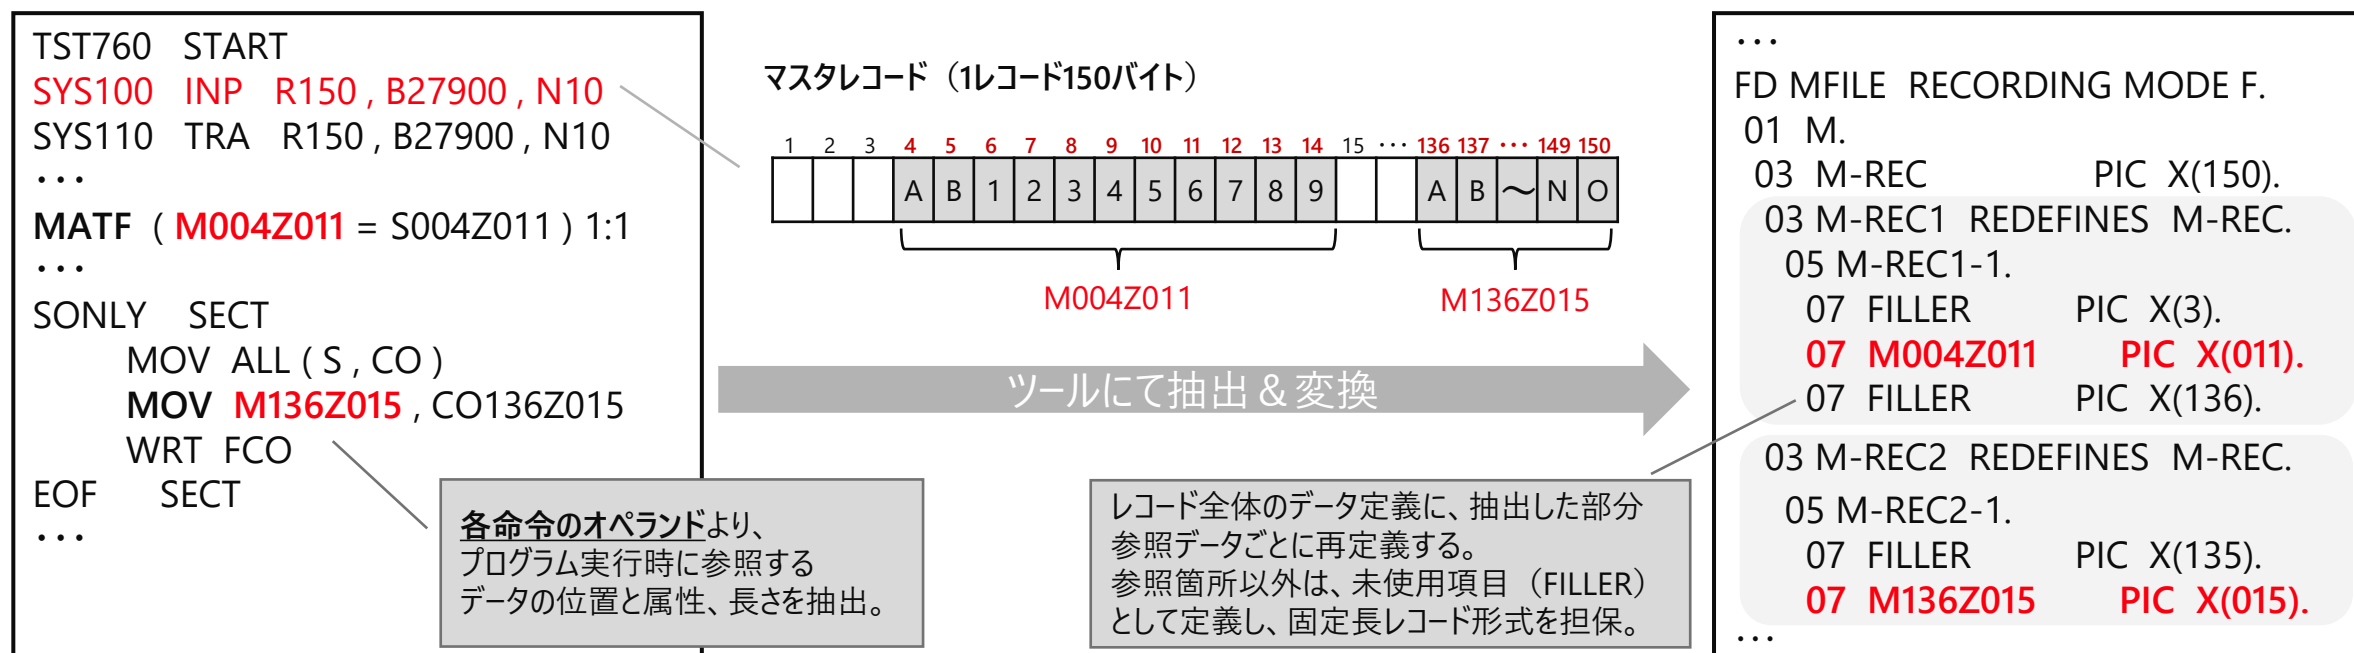 TST760 START
SYS100 INP R150 , B27900 , N10
SYS110 TRA R150 , B27900 , N10
・・・
MATF ( M004Z011 = S004Z011 ) 1:1
・・・
SONLY SECT
MOV ALL ( S , CO )
MOV M136Z015 , CO136Z015
WRT FCO
EOF SECT
・・・
各命令のオペランドより、
プログラム実行時に参照する
データの位置と属性、長さを抽出。
マスタレコード（1レコード150バイト）
1 2 3 4 5 6 7 8 9 10 11 12 13 14 15 ・・・ 136 137 ・・・ 149 150
A B 1 2 3 4 5 6 7 8 9 A B ～ N O
M004Z011 M136Z015
ツールにて抽出＆変換
レコード全体のデータ定義に、抽出した部分
参照データごとに再定義する。
参照箇所以外は、未使用項目（FILLER）
として定義し、固定長レコード形式を担保。
・・・
FD MFILE RECORDING MODE F.
01 M.
03 M-REC PIC X(150).
03 M-REC1 REDEFINES M-REC.
05 M-REC1-1.
07 FILLER PIC X(3).
07 M004Z011 PIC X(011).
07 FILLER PIC X(136).
03 M-REC2 REDEFINES M-REC.
05 M-REC2-1.
07 FILLER PIC X(135).
07 M136Z015 PIC X(015).
・・・